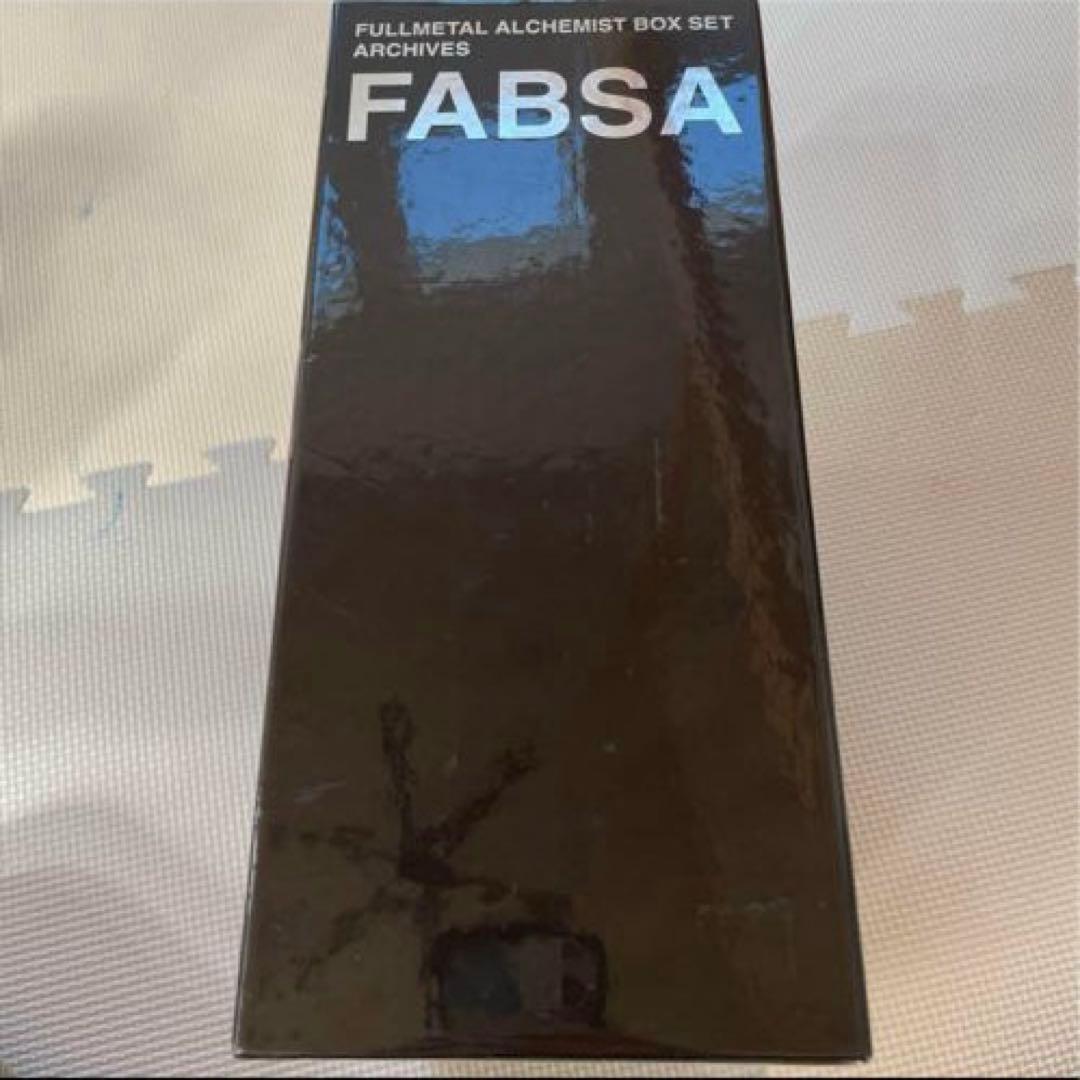 FULLMETAL ALCHEMIST BOX SET
ARCHIVES
FABSA